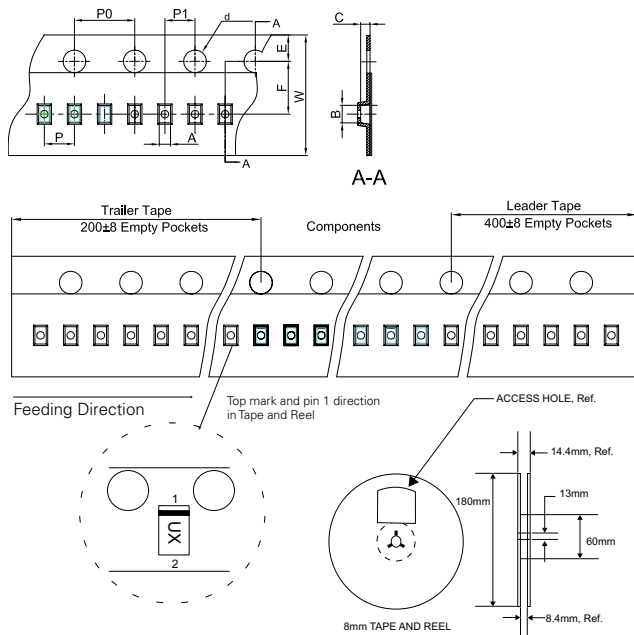 P0
P1
d
A
E
F
W
P
A
A
C
B
A-A
Trailer Tape
200±8 Empty Pockets
Components
Leader Tape
400±8 Empty Pockets
Feeding Direction
Top mark and pin 1 direction
in Tape and Reel
1
UX
2
ACCESS HOLE, Ref.
14.4mm, Ref.
180mm
13mm
60mm
8.4mm, Ref.
8mm TAPE AND REEL